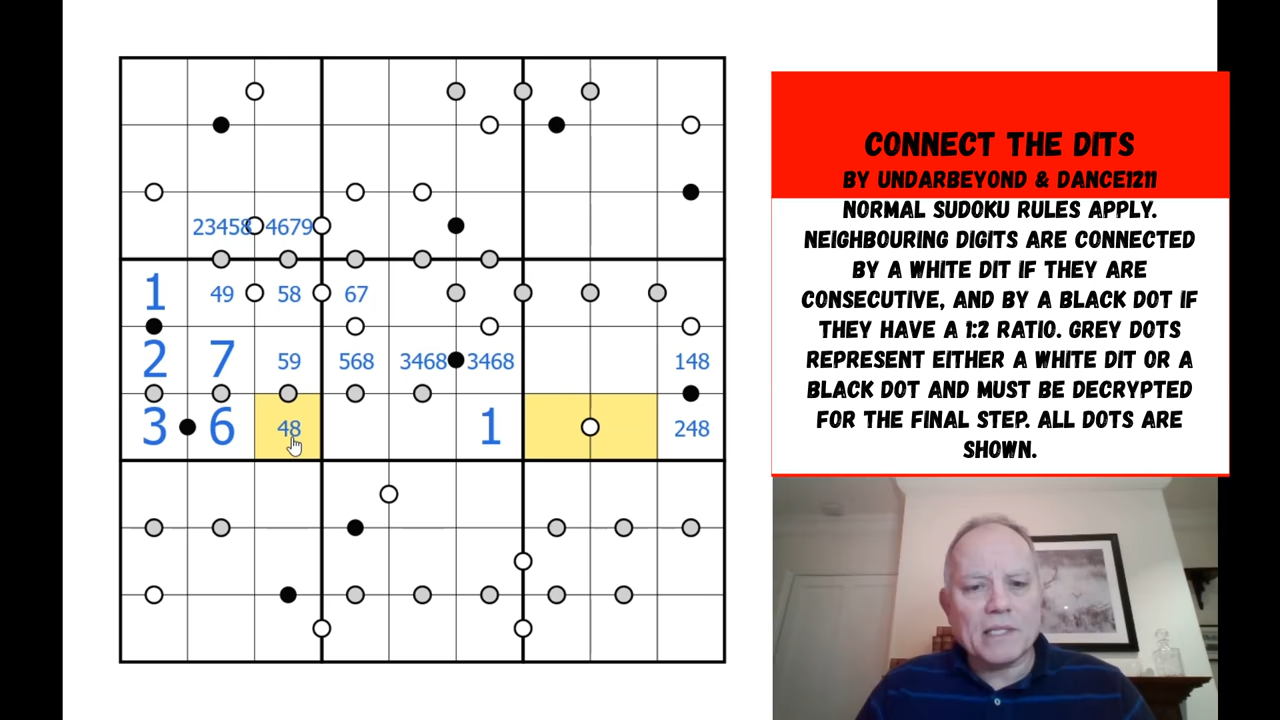 CONNECT THE DITS
BY UNDARBEYOND & DANCE1211
NORMAL SUDOKU RULES APPLY.
NEIGHBOURING DIGITS ARE CONNECTED
BY A WHITE DIT IF THEY ARE
CONSECUTIVE, AND BY A BLACK DOT IF
THEY HAVE A 1:2 RATIO. GREY DOTS
REPRESENT EITHER A WHITE DIT OR A
BLACK DOT AND MUST BE DECRYPTED
FOR THE FINAL STEP. ALL DOTS ARE
SHOWN.
23458 4679
1 49 58 67
2 7 59 568 3468 3468 148
3 6 48 1 248